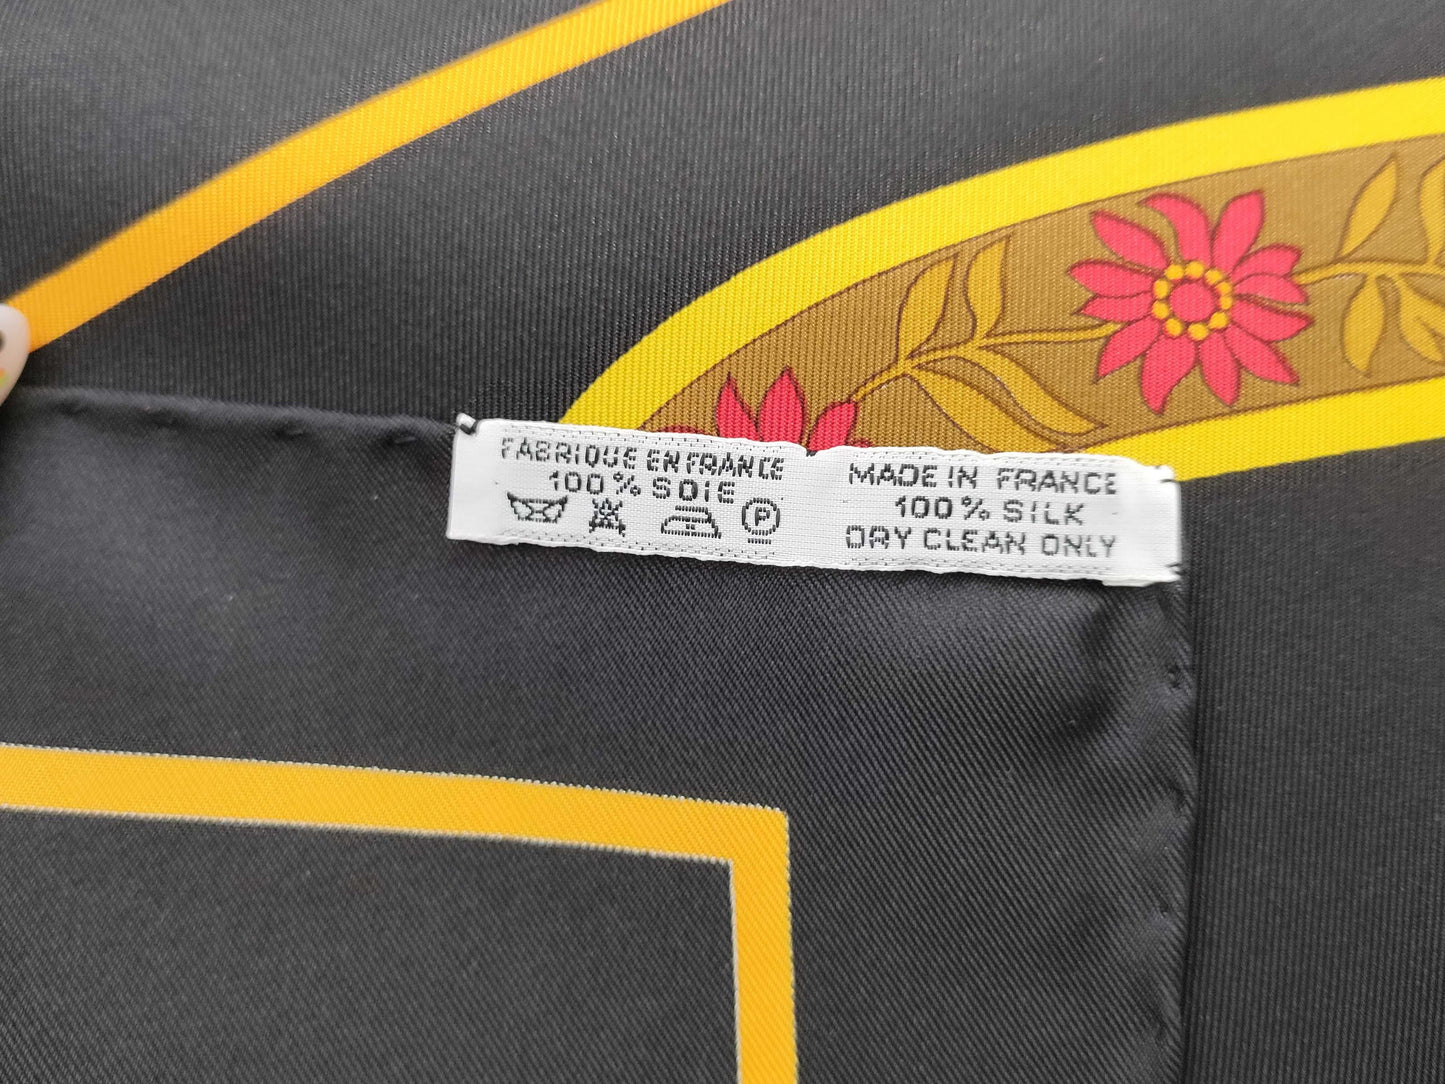 FABRIQUE EN FRANCE
100% SOIE
P
MADE IN FRANCE
100% SILK
DRY CLEAN ONLY